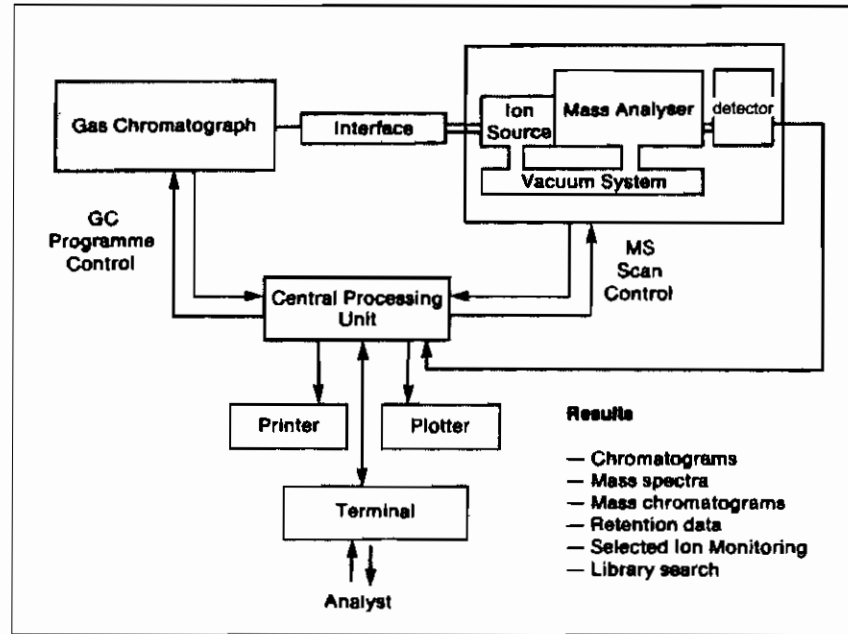 Gas Chromatograph
Interface
Ion
Source
Mass Analyser
detector
Vacuum System
GC
Programme
Control
MS
Scan
Control
Central Processing
Unit
Printer
Plotter
Terminal
Analyst
Results
— Chromatograms
— Mass spectra
— Mass chromatograms
— Retention data
— Selected Ion Monitoring
— Library search